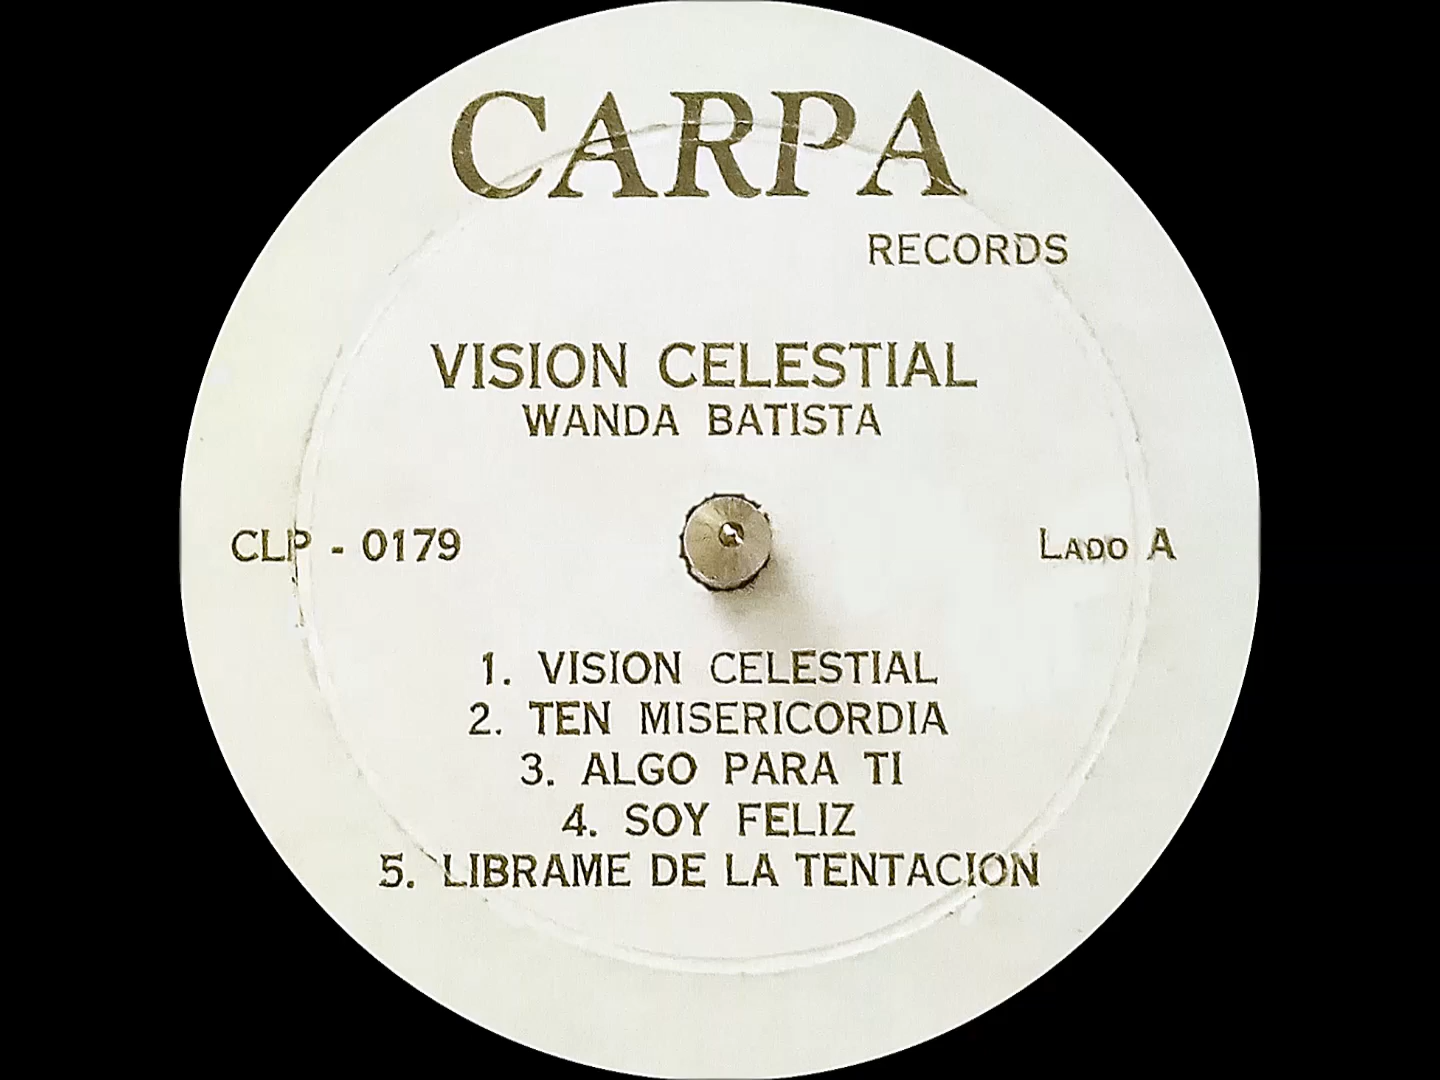 CARPA
RECORDS
VISION CELESTIAL
WANDA BATISTA
CLP - 0179
LADO A
1. VISION CELESTIAL
2. TEN MISERICORDIA
3. ALGO PARA TI
4. SOY FELIZ
5. LIBRAME DE LA TENTACION